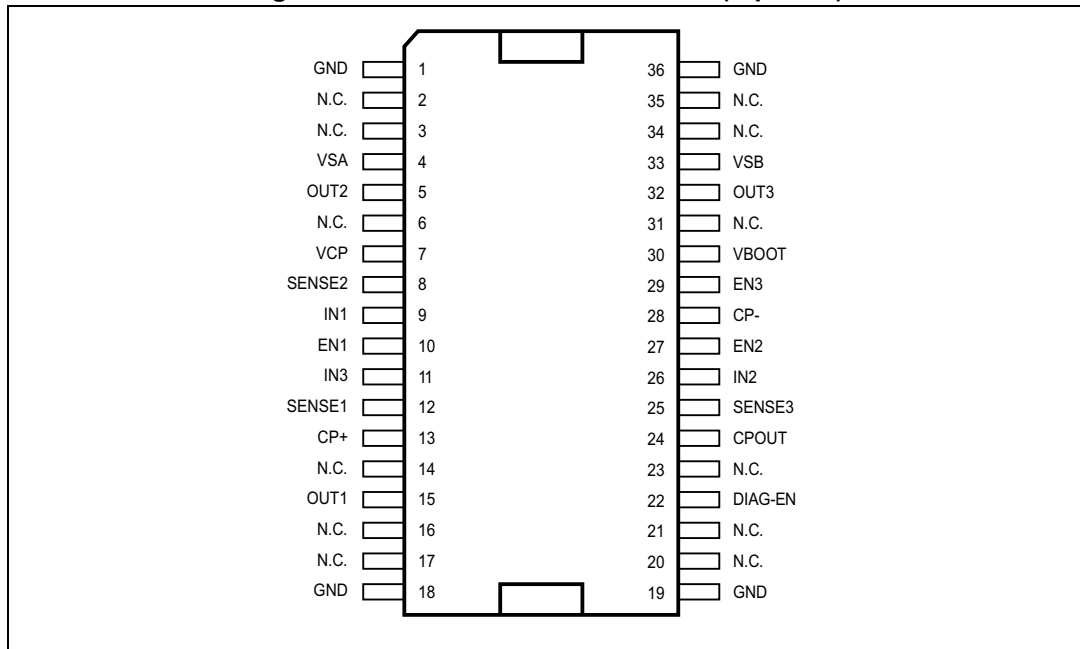 GND 1 36 GND
N.C. 2 35 N.C.
N.C. 3 34 N.C.
VSA 4 33 VSB
OUT2 5 32 OUT3
N.C. 6 31 N.C.
VCP 7 30 VBOOT
SENSE2 8 29 EN3
IN1 9 28 CP-
EN1 10 27 EN2
IN3 11 26 IN2
SENSE1 12 25 SENSE3
CP+ 13 24 CPOUT
N.C. 14 23 N.C.
OUT1 15 22 DIAG-EN
N.C. 16 21 N.C.
N.C. 17 20 N.C.
GND 18 19 GND